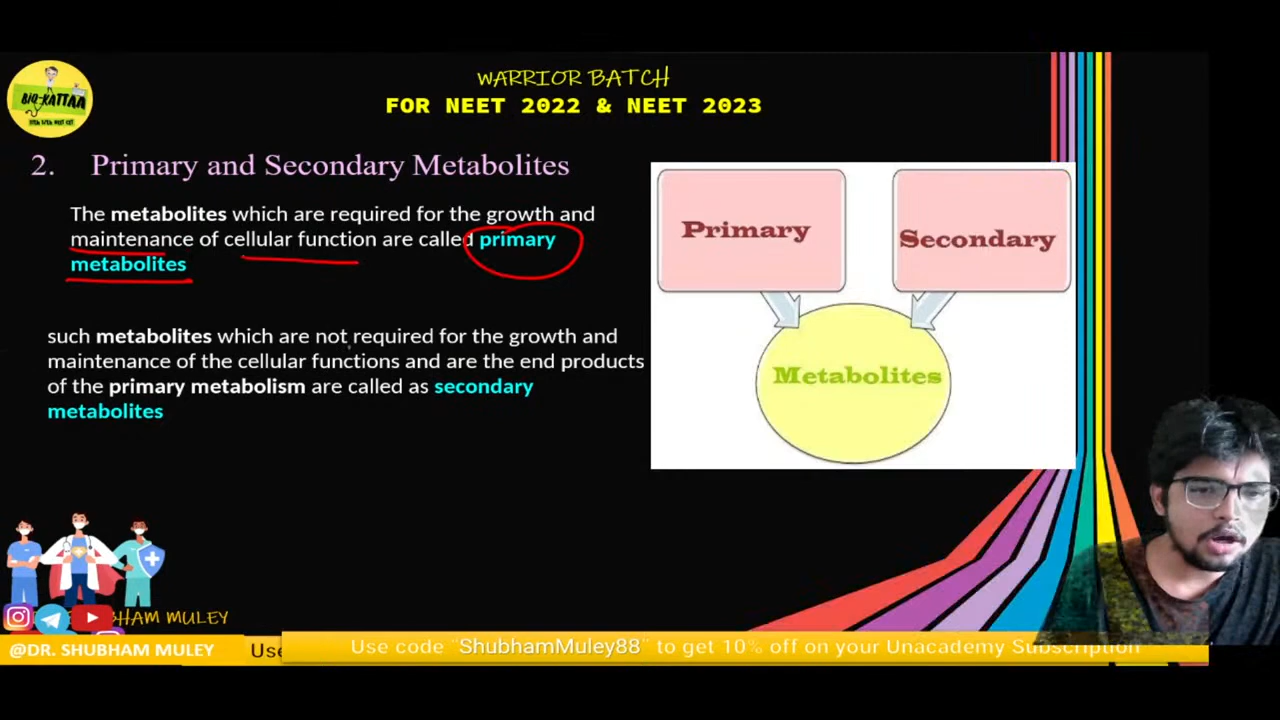 WARRIOR BATCH
FOR NEET 2022 & NEET 2023
BiO-KATTAA
2. Primary and Secondary Metabolites
The metabolites which are required for the growth and
maintenance of cellular function are called primary
metabolites
such metabolites which are not required for the growth and
maintenance of the cellular functions and are the end products
of the primary metabolism are called as secondary
metabolites
Primary
Secondary
Metabolites
BHAM MULEY
@DR. SHUBHAM MULEY
Use
Use code "ShubhamMuley88" to get 10% off on your Unacademy Subscription